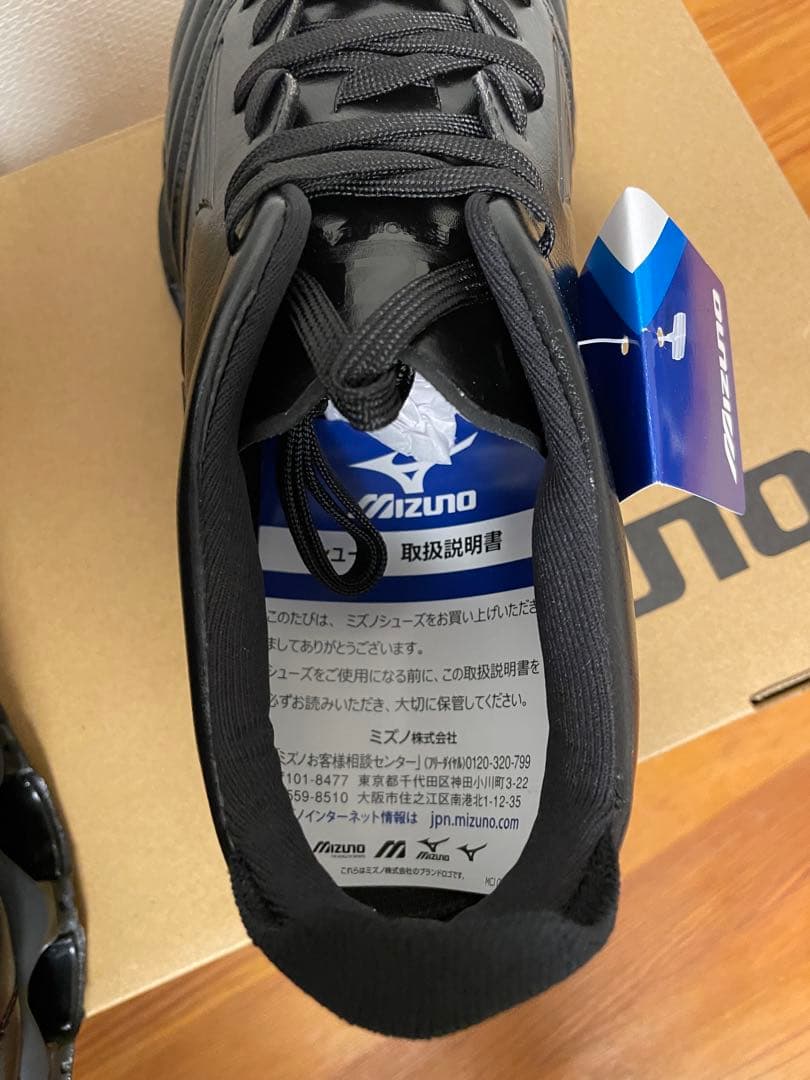 MIZUNO
MIZUNO
取扱説明書
このたびは、ミズノシューズをお買い上げいただき
ましてありがとうございます。
シューズをご使用になる前に、この取扱説明書を
必ずお読みいただき、大切に保管してください。
ミズノ株式会社
「ミズノお客様相談センター」(フリーダイヤル)0120-320-799
〒101-8477 東京都千代田区神田小川町3-22
559-8510 大阪市住之江区南港北1-12-35
インターネット情報は jpn.mizuno.com
MIZUNO
MIZUNO
これらはミズノ株式会社のブランドロゴです。